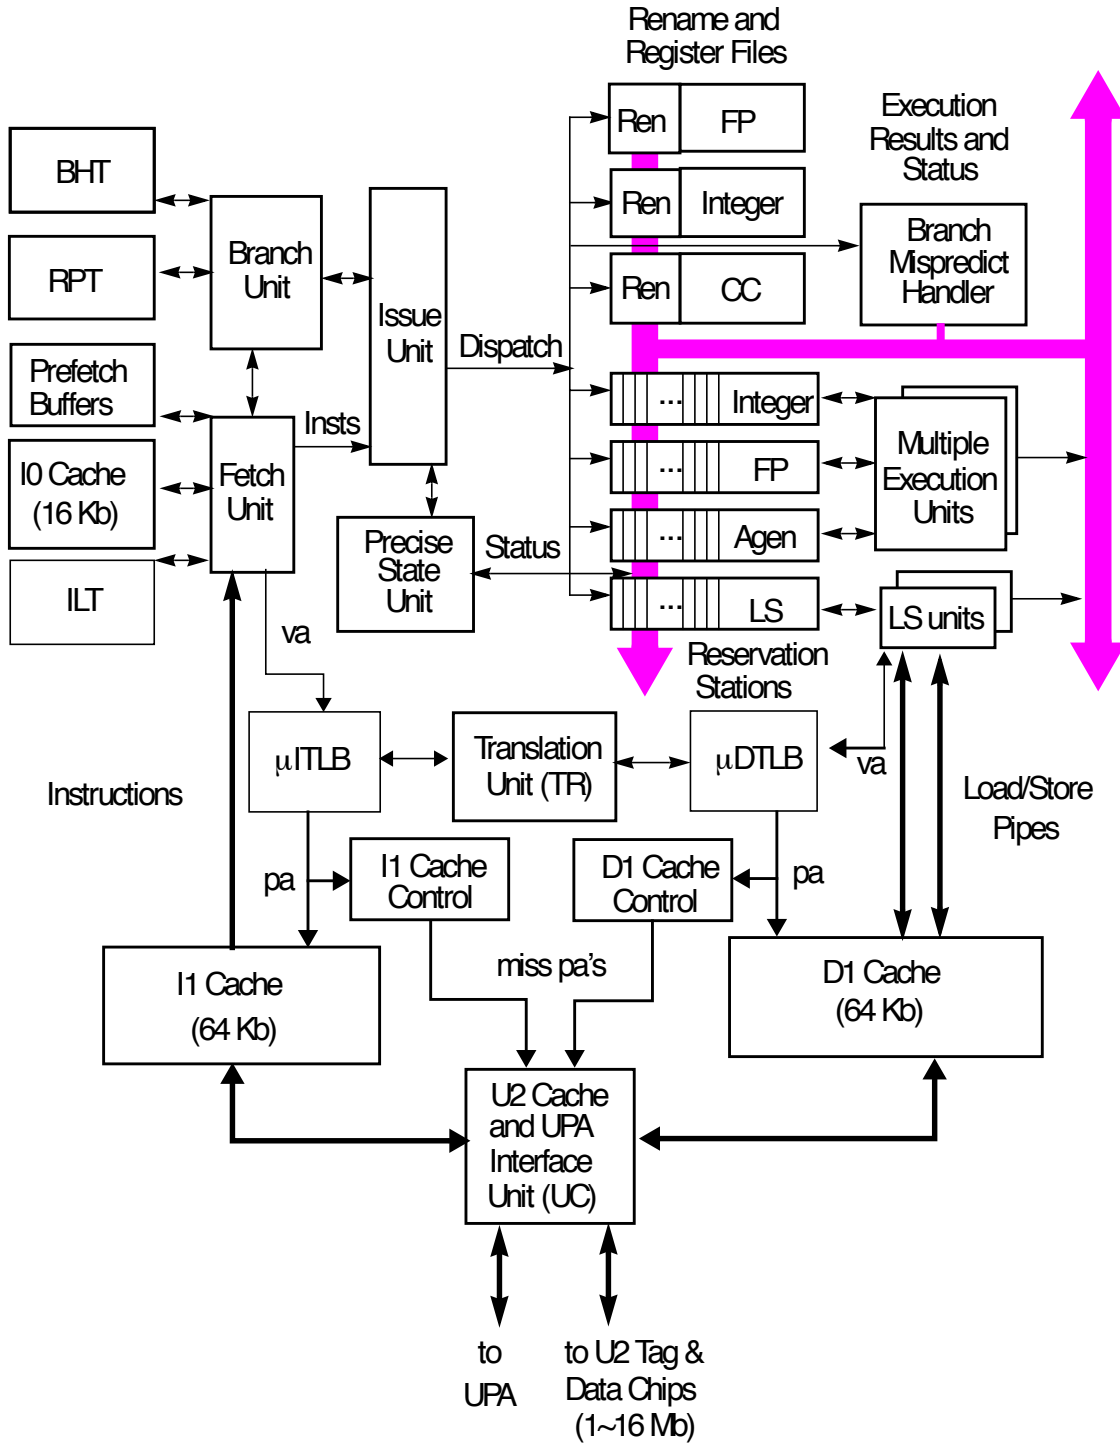 Rename and
Register Files
Ren
FP
Execution
Results and
Status
BHT
Ren
Integer
Branch
Mispredict
Handler
RPT
Branch
Unit
Ren
CC
Issue
Unit
Dispatch
Prefetch
Buffers
... Integer
Insts
Multiple
Execution
Units
I0 Cache
(16 Kb)
Fetch
Unit
... FP
Precise
State
Unit
Status
... Agen
ILT
... LS
LS units
va
Reservation
Stations
μITLB
Translation
Unit (TR)
μDTLB
va
Instructions
Load/Store
Pipes
pa
I1 Cache
Control
D1 Cache
Control
pa
I1 Cache
(64 Kb)
miss pa's
D1 Cache
(64 Kb)
U2 Cache
and UPA
Interface
Unit (UC)
to
UPA
to U2 Tag &
Data Chips
(1~16 Mb)